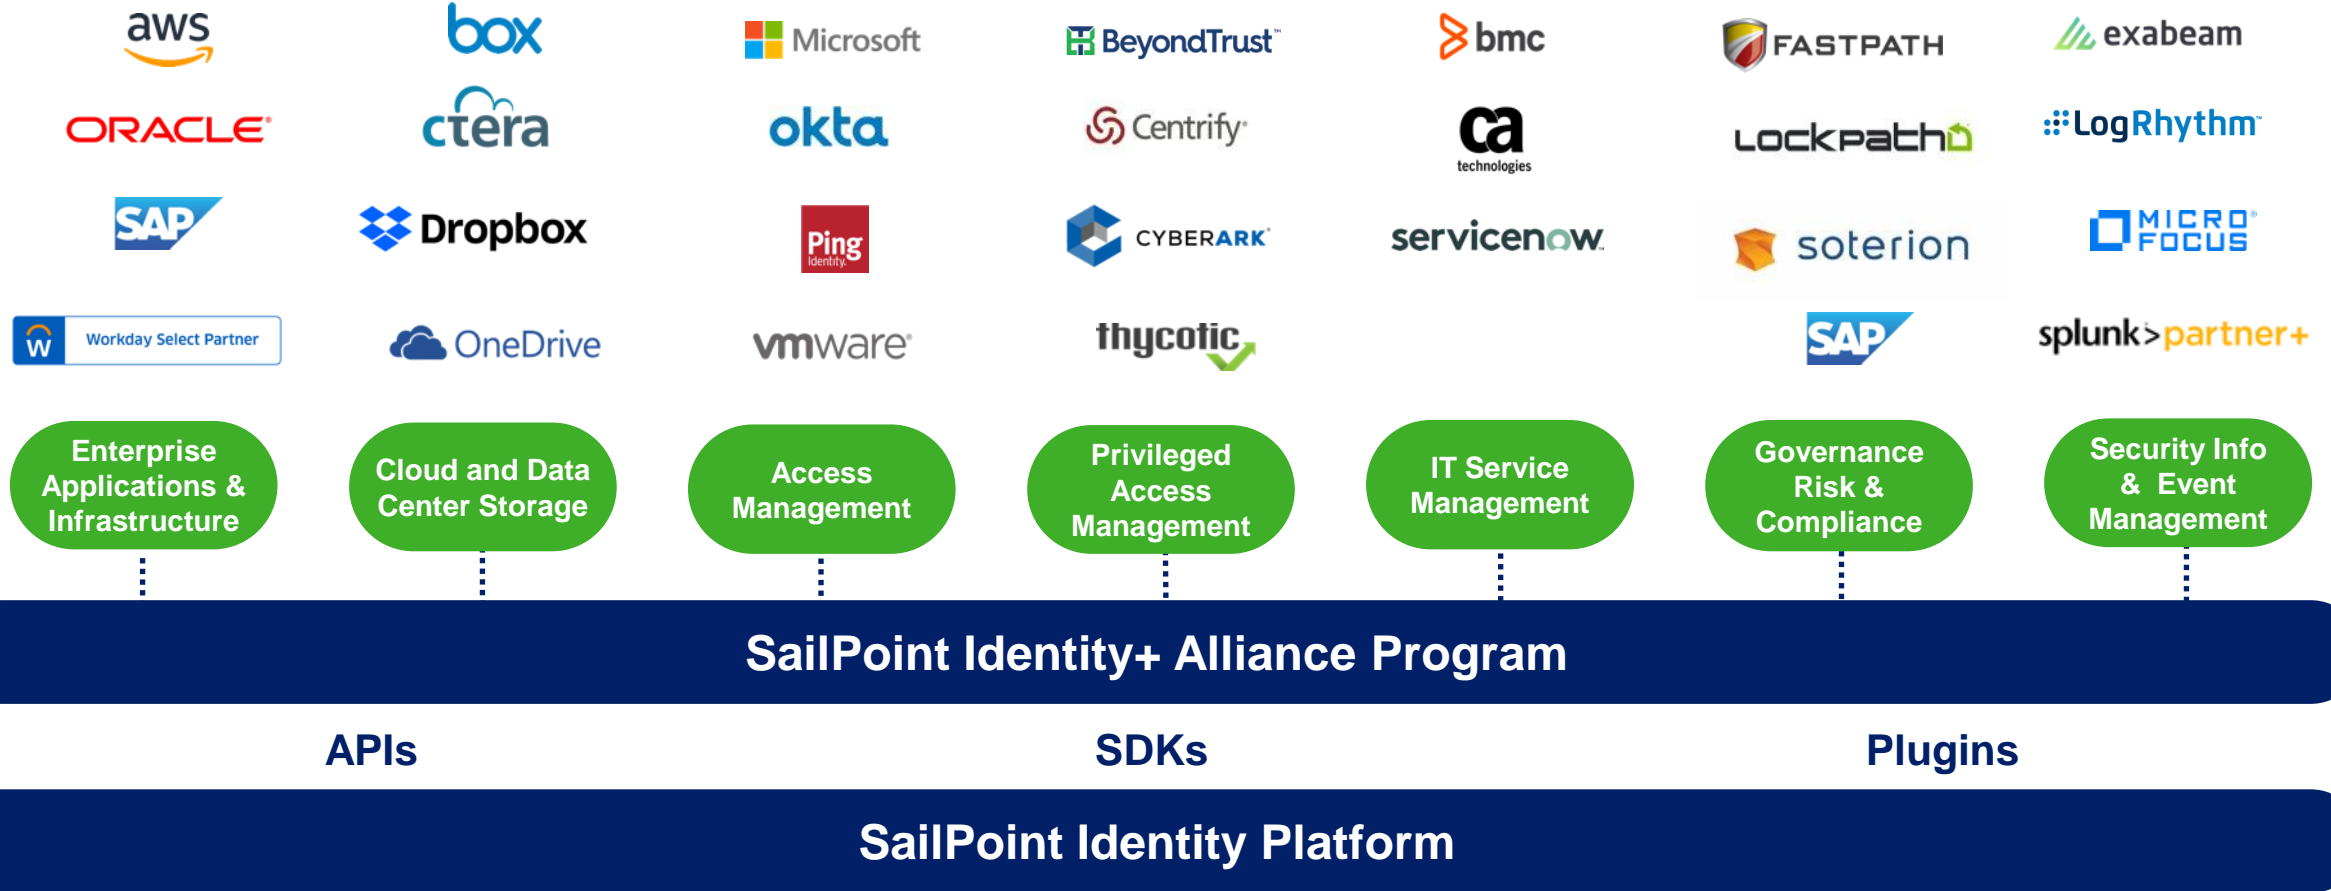 aws
box
Microsoft
BeyondTrust™
bmc
FASTPATH
exabeam
ORACLE®
ctera
okta
Centrify®
ca
technologies
LOCKPATH
LogRhythm™
SAP
Dropbox
Ping
Identity.
CYBERARK®
servicenow™
soterion
MICRO®
FOCUS
W
Workday Select Partner
OneDrive
vmware®
thycotic
SAP
splunk>partner+
Enterprise
Applications &
Infrastructure
Cloud and Data
Center Storage
Access
Management
Privileged
Access
Management
IT Service
Management
Governance
Risk &
Compliance
Security Info
& Event
Management
SailPoint Identity+ Alliance Program
APIs
SDKs
Plugins
SailPoint Identity Platform